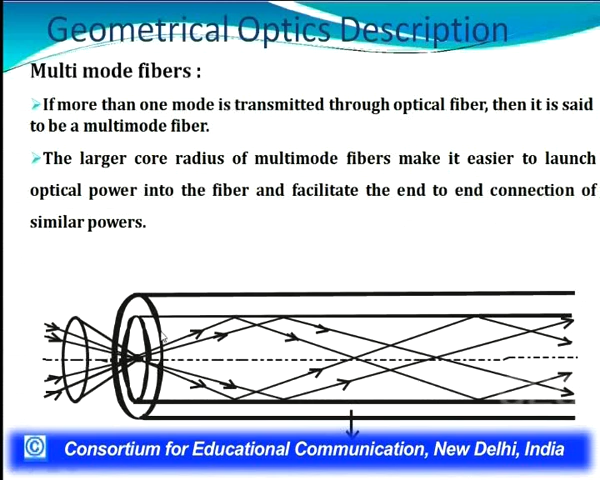 Geometrical Optics Description
Multi mode fibers :
If more than one mode is transmitted through optical fiber, then it is said
to be a multimode fiber.
The larger core radius of multimode fibers make it easier to launch
optical power into the fiber and facilitate the end to end connection of
similar powers.
© Consortium for Educational Communication, New Delhi, India